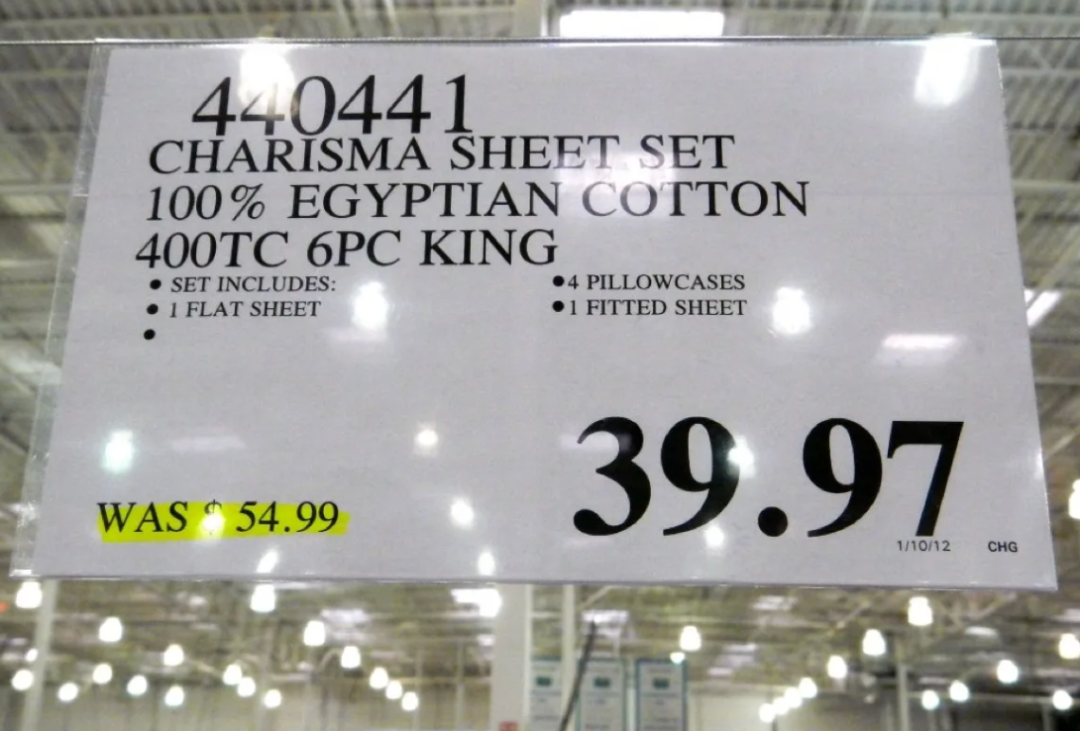 440441
CHARISMA SHEET SET
100% EGYPTIAN COTTON
400TC 6PC KING
• SET INCLUDES:
• 1 FLAT SHEET
•
•4 PILLOWCASES
•1 FITTED SHEET
WAS $ 54.99
39.97
1/10/12 CHG